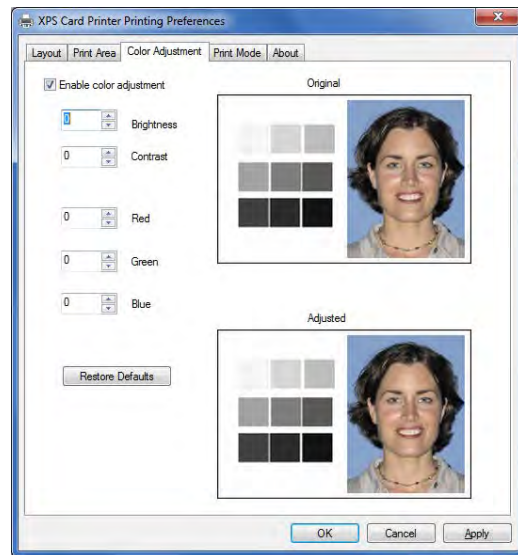 XPS Card Printer Printing Preferences
Layout Print Area Color Adjustment Print Mode About
Enable color adjustment
Original
0 Brightness
0 Contrast
0 Red
0 Green
0 Blue
Adjusted
Restore Defaults
OK Cancel Apply